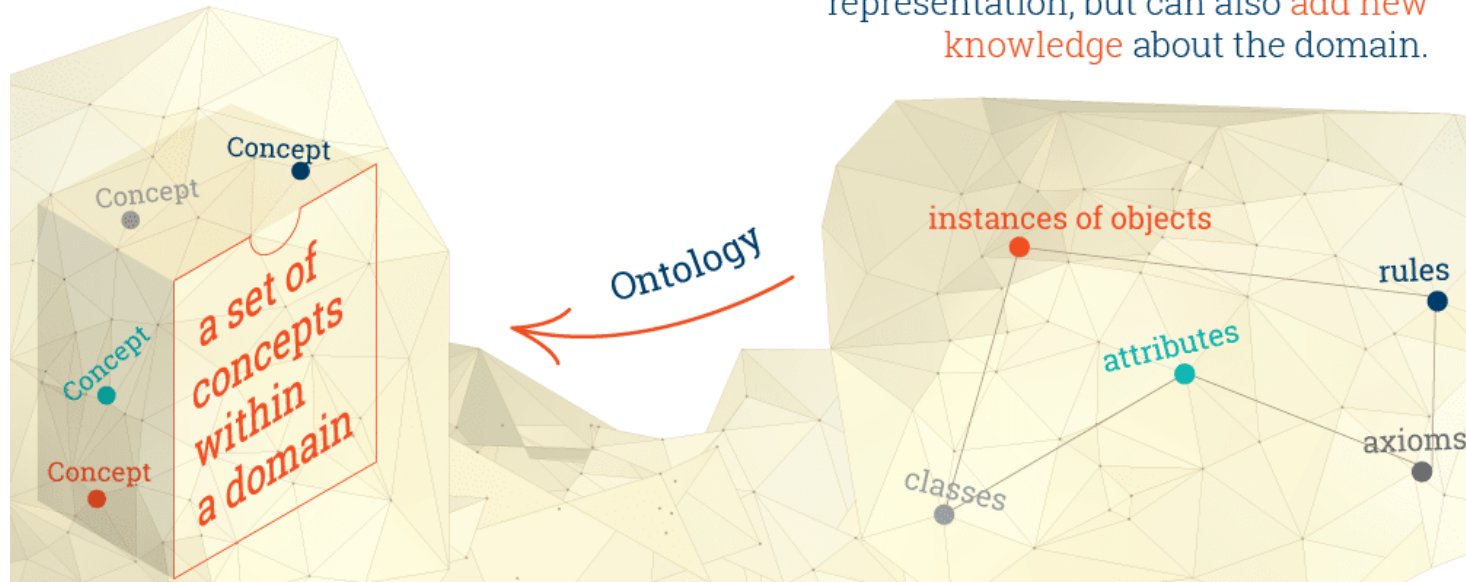 representation, but can also add new
knowledge about the domain.
Concept
Concept
Concept
Concept
a set of
concepts
within
a domain
Ontology
instances of objects
rules
attributes
axioms
classes